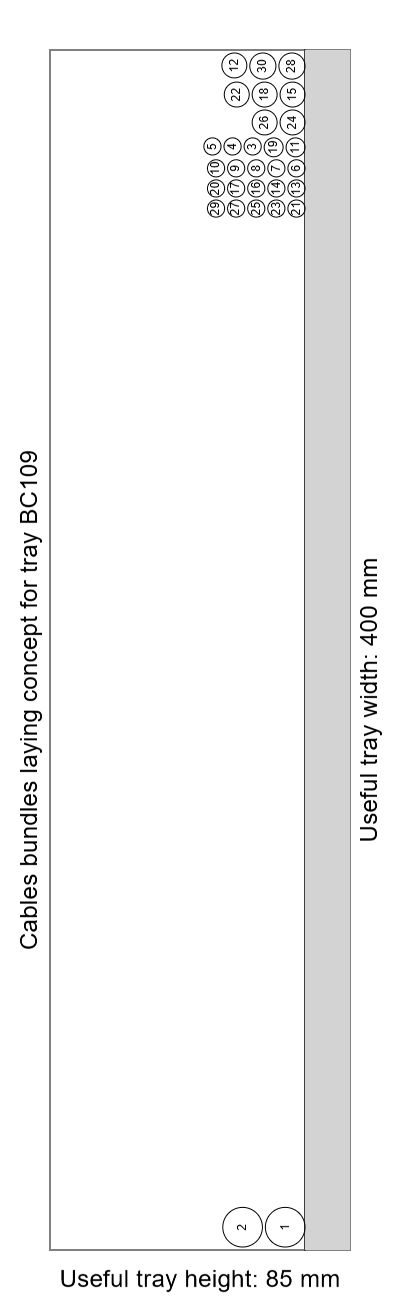 Cables bundles laying concept for tray BC109
12 30 28
22 18 15
26 24
5 4 3 19 11
10 9 8 7 6
20 17 16 14 13
29 27 25 23 21
Useful tray width: 400 mm
2 1
Useful tray height: 85 mm